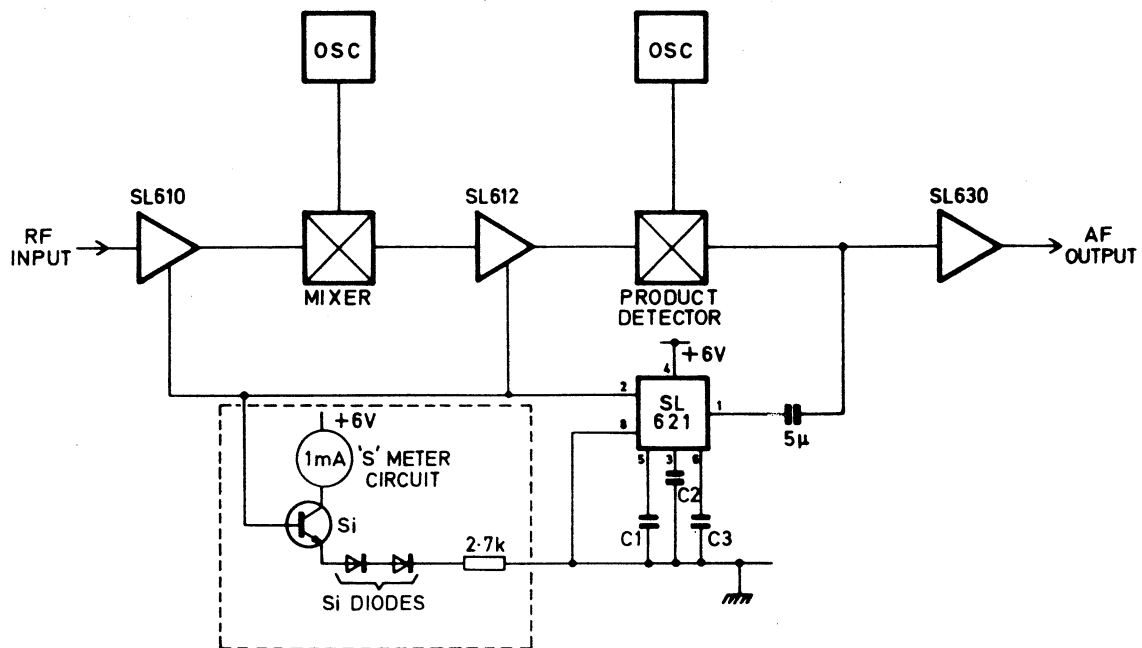 OSC
OSC
SL610
SL612
SL630
RF
INPUT
AF
OUTPUT
MIXER
PRODUCT
DETECTOR
+6V
4
2
SL
621
1
8
5µ
5
3
6
C2
C1
C3
+6V
1mA
'S' METER
CIRCUIT
Si
2·7k
Si DIODES